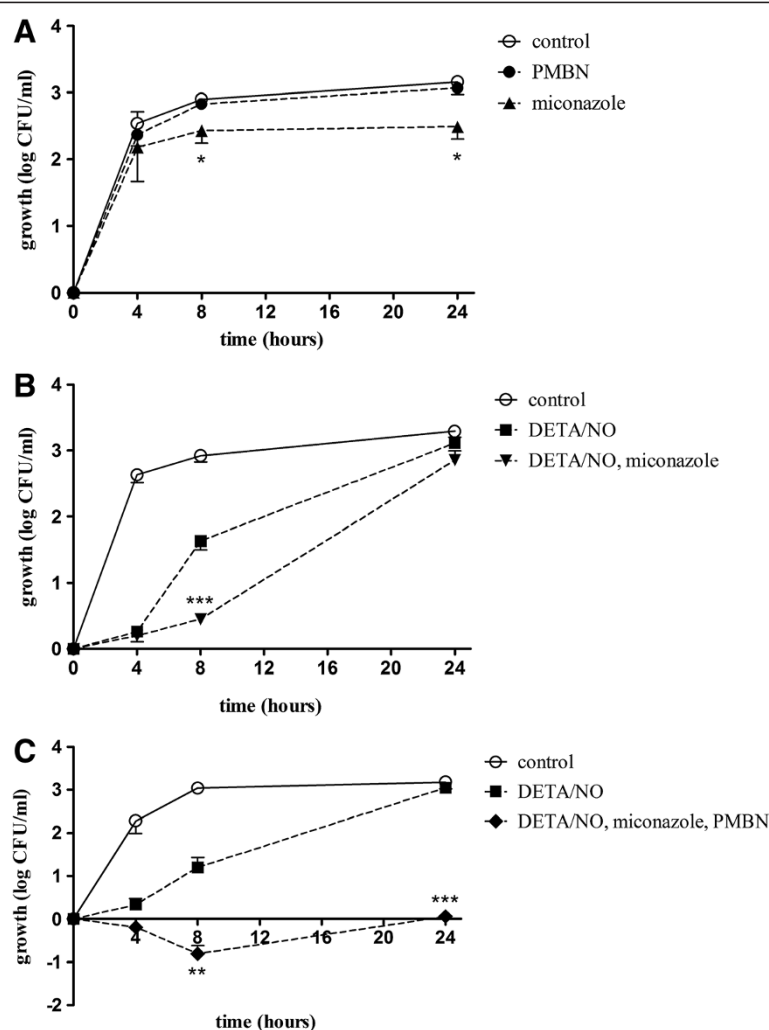 A
growth (log CFU/ml)
4
3
2
1
0
0 4 8 12 16 20 24
* *
time (hours)
control
PMBN
miconazole
B
growth (log CFU/ml)
4
3
2
1
0
0 4 8 12 16 20 24
***
time (hours)
control
DETA/NO
DETA/NO, miconazole
C
growth (log CFU/ml)
4
3
2
1
0
-1
-2
4 8 12 16 20 24
***
**
time (hours)
control
DETA/NO
DETA/NO, miconazole, PMBN